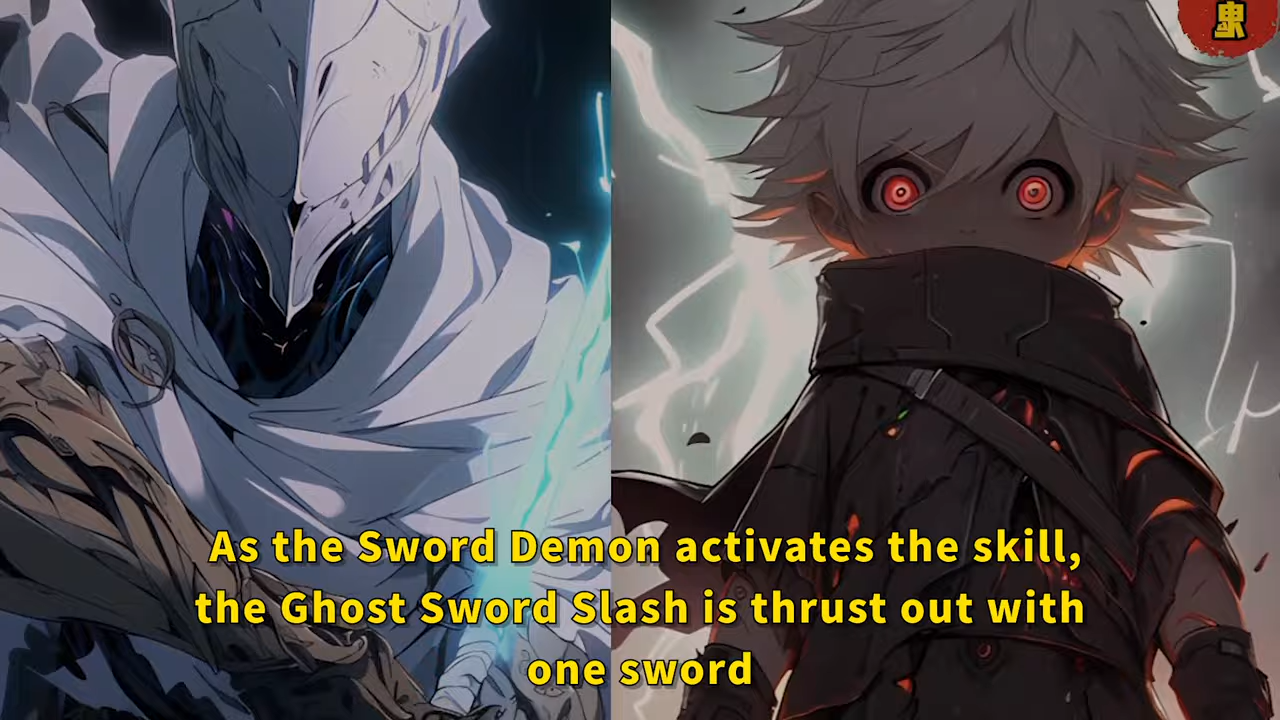 As the Sword Demon activates the skill,
the Ghost Sword Slash is thrust out with
one sword